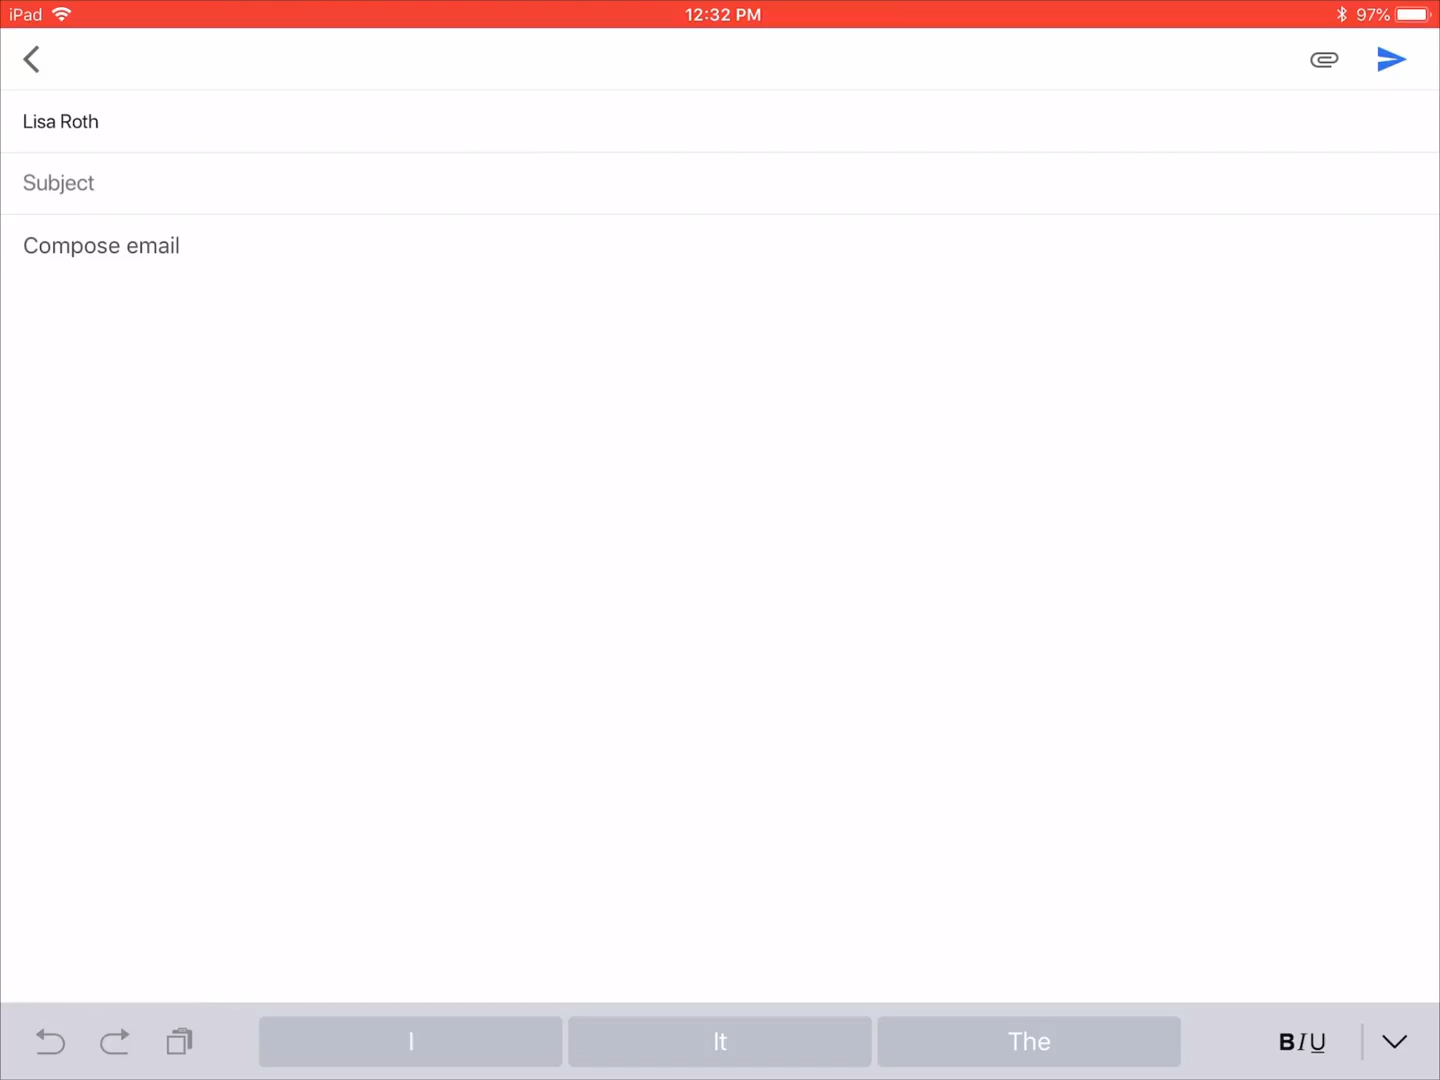 iPad 12:32 PM 97%
Lisa Roth
Subject
Compose email
I It The BIU